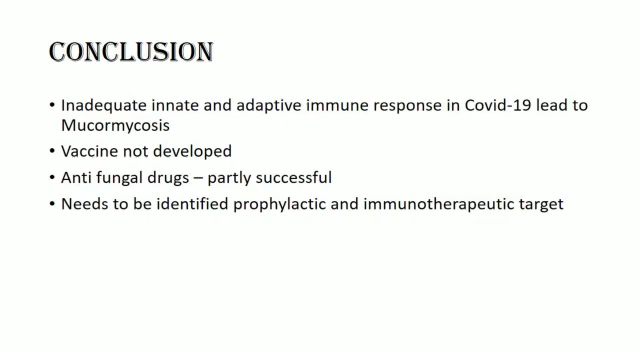 CONCLUSION
• Inadequate innate and adaptive immune response in Covid-19 lead to
Mucormycosis
• Vaccine not developed
• Anti fungal drugs – partly successful
• Needs to be identified prophylactic and immunotherapeutic target